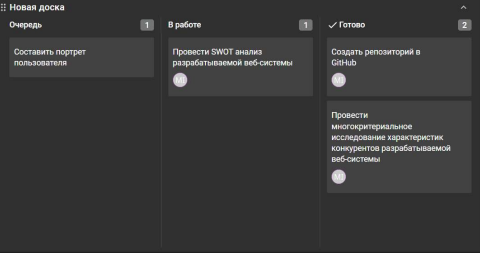 Новая доска
Очередь 1
Составить портрет
пользователя
В работе 1
Провести SWOT анализ
разрабатываемой веб-системы
Готово 2
Создать репозиторий в
GitHub
Провести
многокритериальное
исследование характеристик
конкурентов разрабатываемой
веб-системы